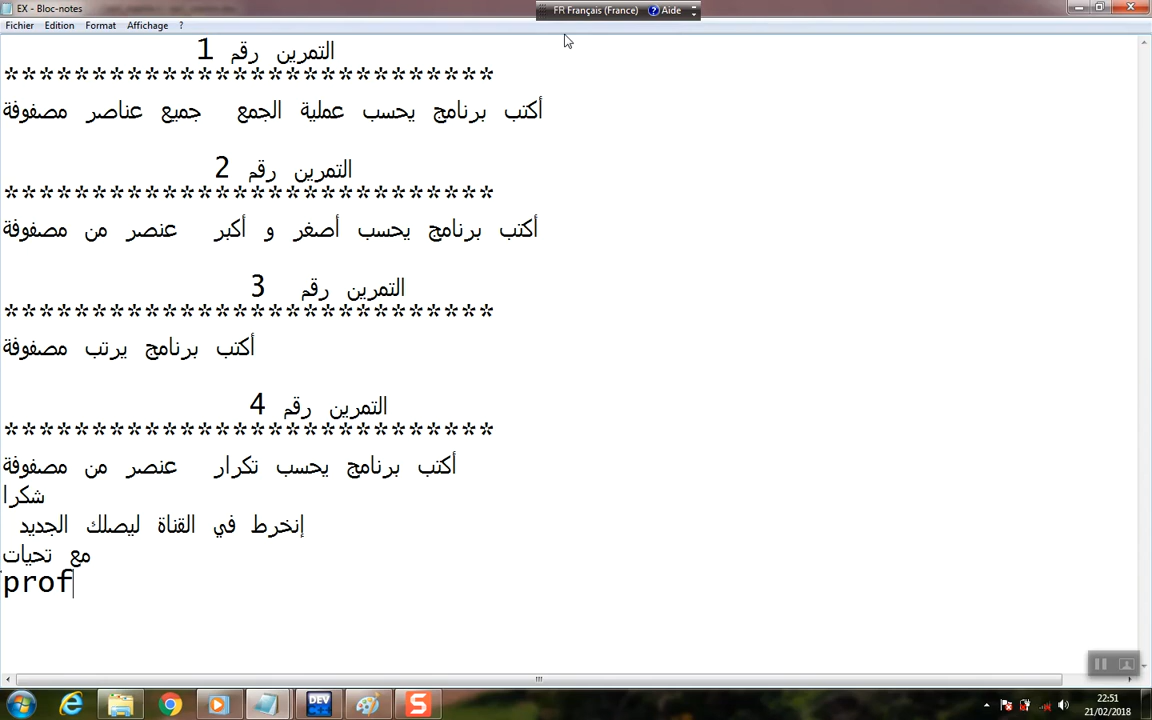 EX - Bloc-notes
FR Français (France) Aide
Fichier Edition Format Affichage ?
التمرين رقم 1
****************************
أكتب برنامج يحسب عملية الجمع جميع عناصر مصفوفة
التمرين رقم 2
****************************
أكتب برنامج يحسب أصغر و أكبر عنصر من مصفوفة
التمرين رقم 3
****************************
أكتب برنامج يرتب مصفوفة
التمرين رقم 4
****************************
أكتب برنامج يحسب تكرار عنصر من مصفوفة
شكرا
إنخرط في القناة ليصلك الجديد
مع تحيات
prof
DEV
S
22:51
21/02/2018